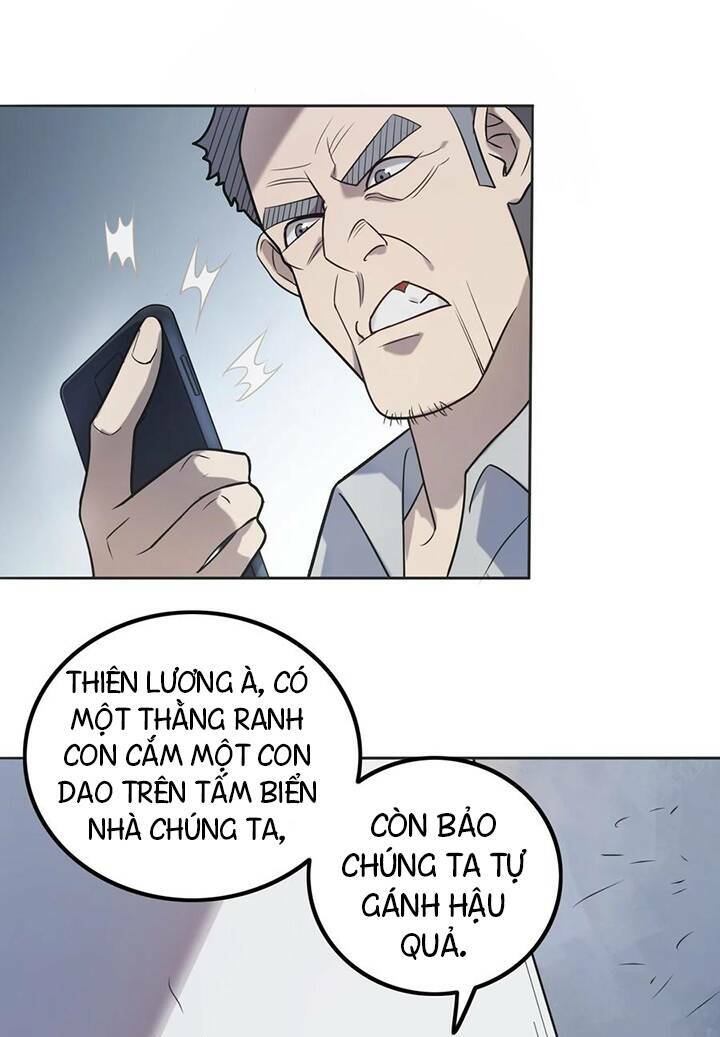 THIÊN LƯƠNG À, CÓ
MỘT THẰNG RANH
CON CẮM MỘT CON
DAO TRÊN TẤM BIỂN
NHÀ CHÚNG TA,
CÒN BẢO
CHÚNG TA TỰ
GÁNH HẬU
QUẢ.